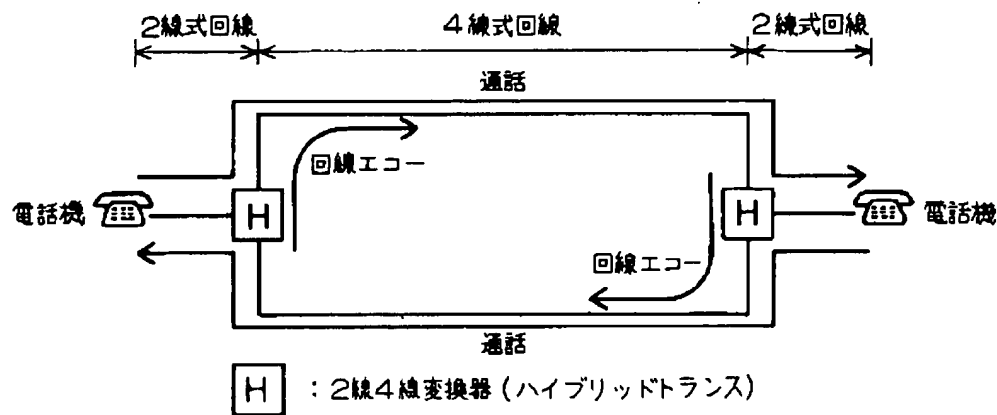 2線式回線 4線式回線 2線式回線
通話
回線エコー
電話機 H H 電話機
回線エコー
通話
H : 2線4線変換器 (ハイブリッドトランス)